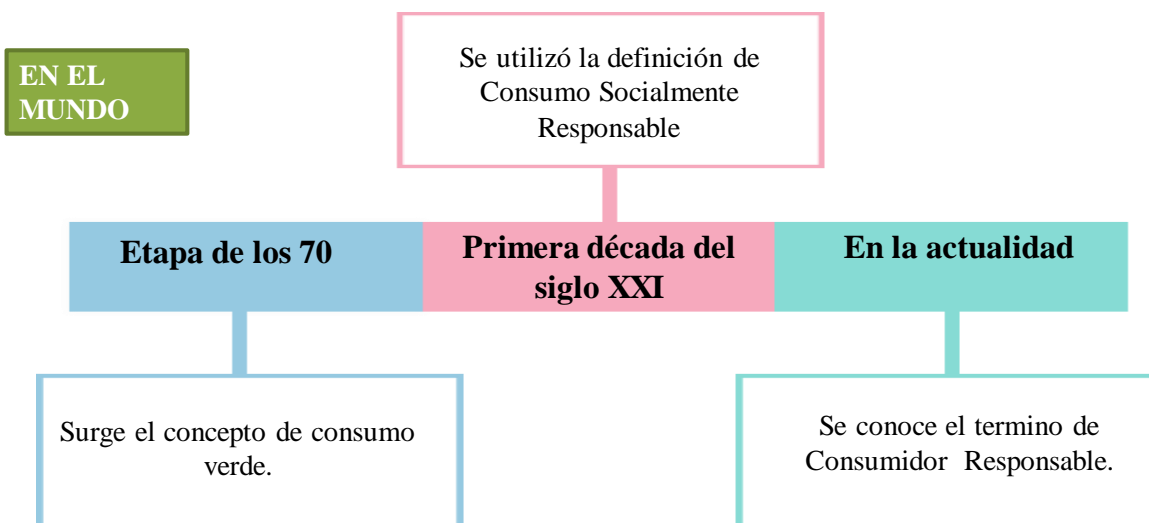 EN EL
MUNDO
Se utilizó la definición de
Consumo Socialmente
Responsable
Etapa de los 70
Primera década del
siglo XXI
En la actualidad
Surge el concepto de consumo
verde.
Se conoce el termino de
Consumidor Responsable.